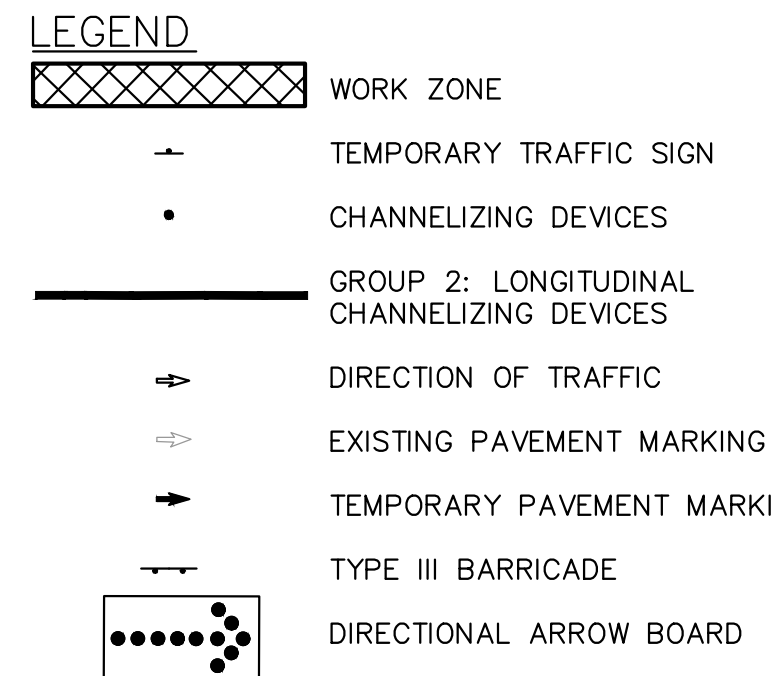 LEGEND
WORK ZONE
TEMPORARY TRAFFIC SIGN
CHANNELIZING DEVICES
GROUP 2: LONGITUDINAL
CHANNELIZING DEVICES
DIRECTION OF TRAFFIC
EXISTING PAVEMENT MARKING
TEMPORARY PAVEMENT MARKI
TYPE III BARRICADE
DIRECTIONAL ARROW BOARD